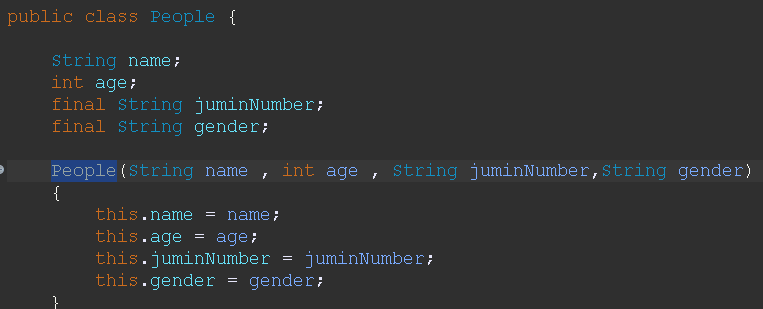 public class People {
String name;
int age;
final String juminNumber;
final String gender;
People(String name , int age , String juminNumber,String gender)
{
this.name = name;
this.age = age;
this.juminNumber = juminNumber;
this.gender = gender;
}